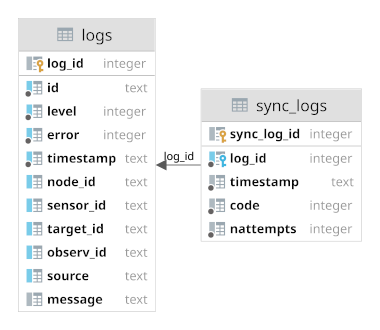 logs
log_id integer
id text
level integer
error integer
timestamp text
node_id text
sensor_id text
target_id text
observ_id text
source text
message text
log_id
sync_logs
sync_log_id integer
log_id integer
timestamp text
code integer
nattempts integer